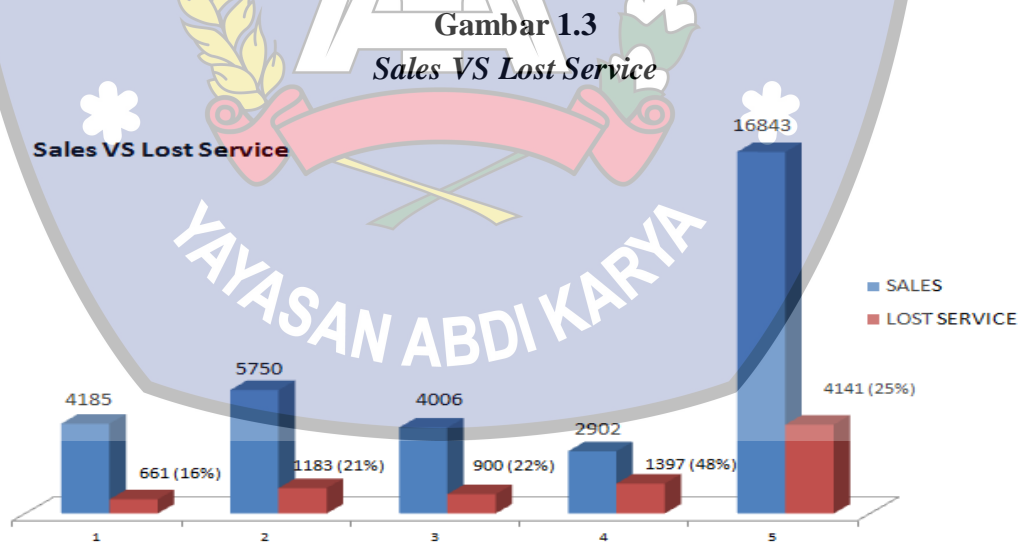 Gambar 1.3
Sales VS Lost Service
Sales VS Lost Service
16843
YAYASAN ABDI KARYA
SALES
LOST SERVICE
5750
4185
4006
4141 (25%)
2902
661 (16%)
1183 (21%)
900 (22%)
1397 (48%)
1
2
3
4
5